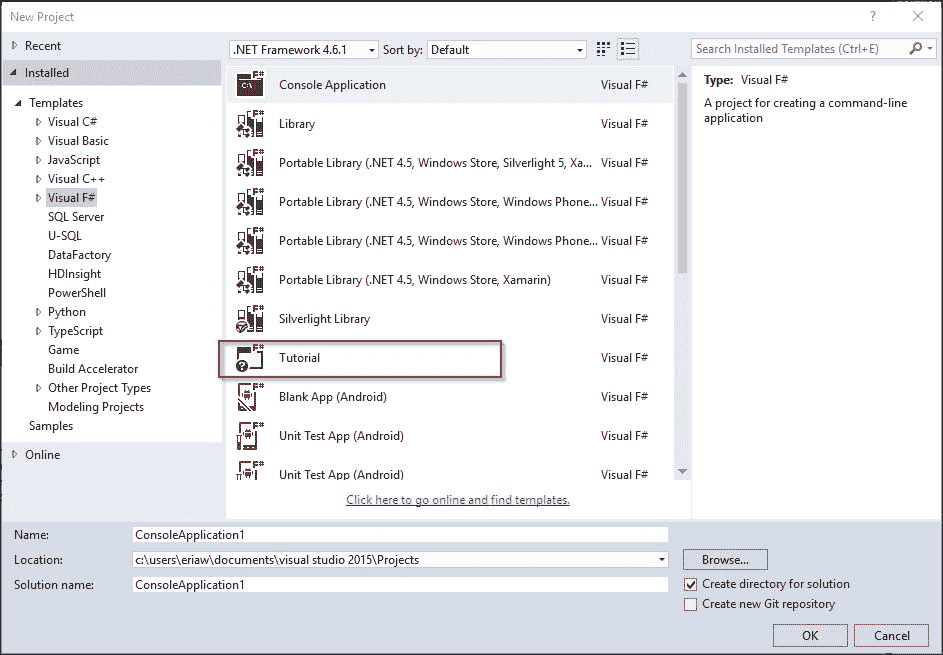 New Project
?
Recent
.NET Framework 4.6.1 Sort by: Default
Search Installed Templates (Ctrl+E)
Installed
Templates
Visual C#
Visual Basic
JavaScript
Visual C++
Visual F#
SQL Server
U-SQL
DataFactory
HDInsight
PowerShell
Python
TypeScript
Game
Build Accelerator
Other Project Types
Modeling Projects
Samples
Online
Console Application Visual F#
Library Visual F#
Portable Library (.NET 4.5, Windows Store, Silverlight 5, Xa... Visual F#
Portable Library (.NET 4.5, Windows Store, Windows Phone... Visual F#
Portable Library (.NET 4.5, Windows Store, Windows Phone... Visual F#
Portable Library (.NET 4.5, Windows Store, Xamarin) Visual F#
Silverlight Library Visual F#
Tutorial Visual F#
Blank App (Android) Visual F#
Unit Test App (Android) Visual F#
Unit Test App (Android) Visual F#
Click here to go online and find templates.
Type: Visual F#
A project for creating a command-line
application
Name: ConsoleApplication1
Location: c:\users\eriaw\documents\visual studio 2015\Projects
Browse...
Solution name: ConsoleApplication1
Create directory for solution
Create new Git repository
OK Cancel